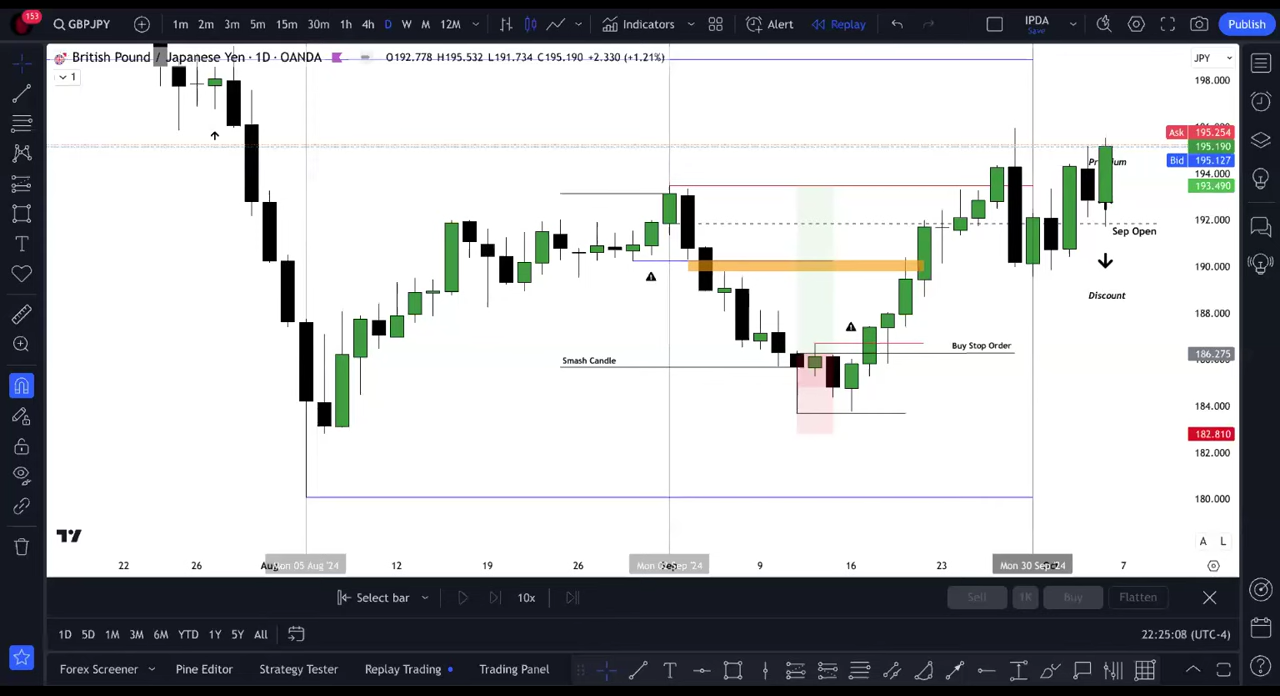 153
GBPJPY
1m 2m 3m 5m 15m 30m 1h 4h D W M 12M
Indicators
Alert
Replay
IPDA
Save
Publish
British Pound / Japanese Yen · 1D · OANDA
O192.778 H195.532 L191.734 C195.190 +2.330 (+1.21%)
JPY
1
198.000
Ask 195.254
195.190
Bid 195.127
194.000
193.490
192.000
Sep Open
190.000
Discount
188.000
Buy Stop Order
186.275
Smash Candle
184.000
182.810
182.000
180.000
A L
22 26 Aug Mon 05 Aug '24 12 19 26 Sep 9 16 23 Mon 30 Sep '24 7
Select bar
10x
Sell 1K Buy Flatten
1D 5D 1M 3M 6M YTD 1Y 5Y All
22:25:08 (UTC-4)
Forex Screener Pine Editor Strategy Tester Replay Trading Trading Panel